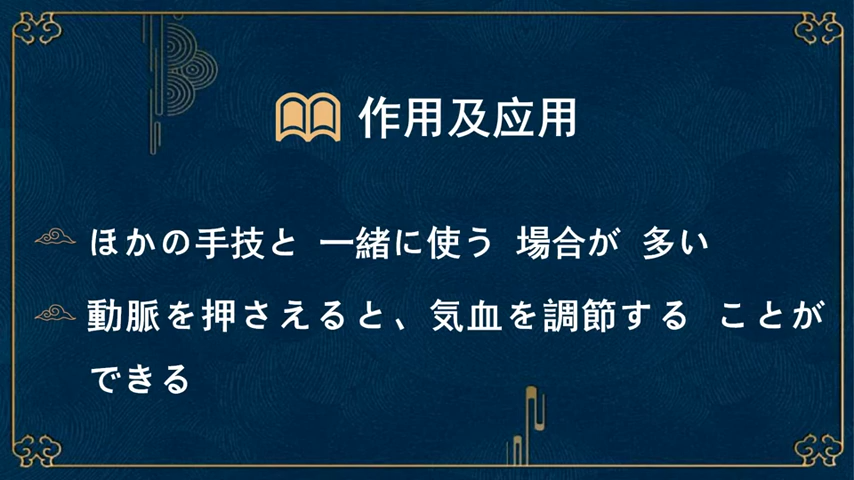 作用及应用
ほかの手技と 一緒に使う 場合が 多い
動脈を押さえると、気血を調節する ことが
できる